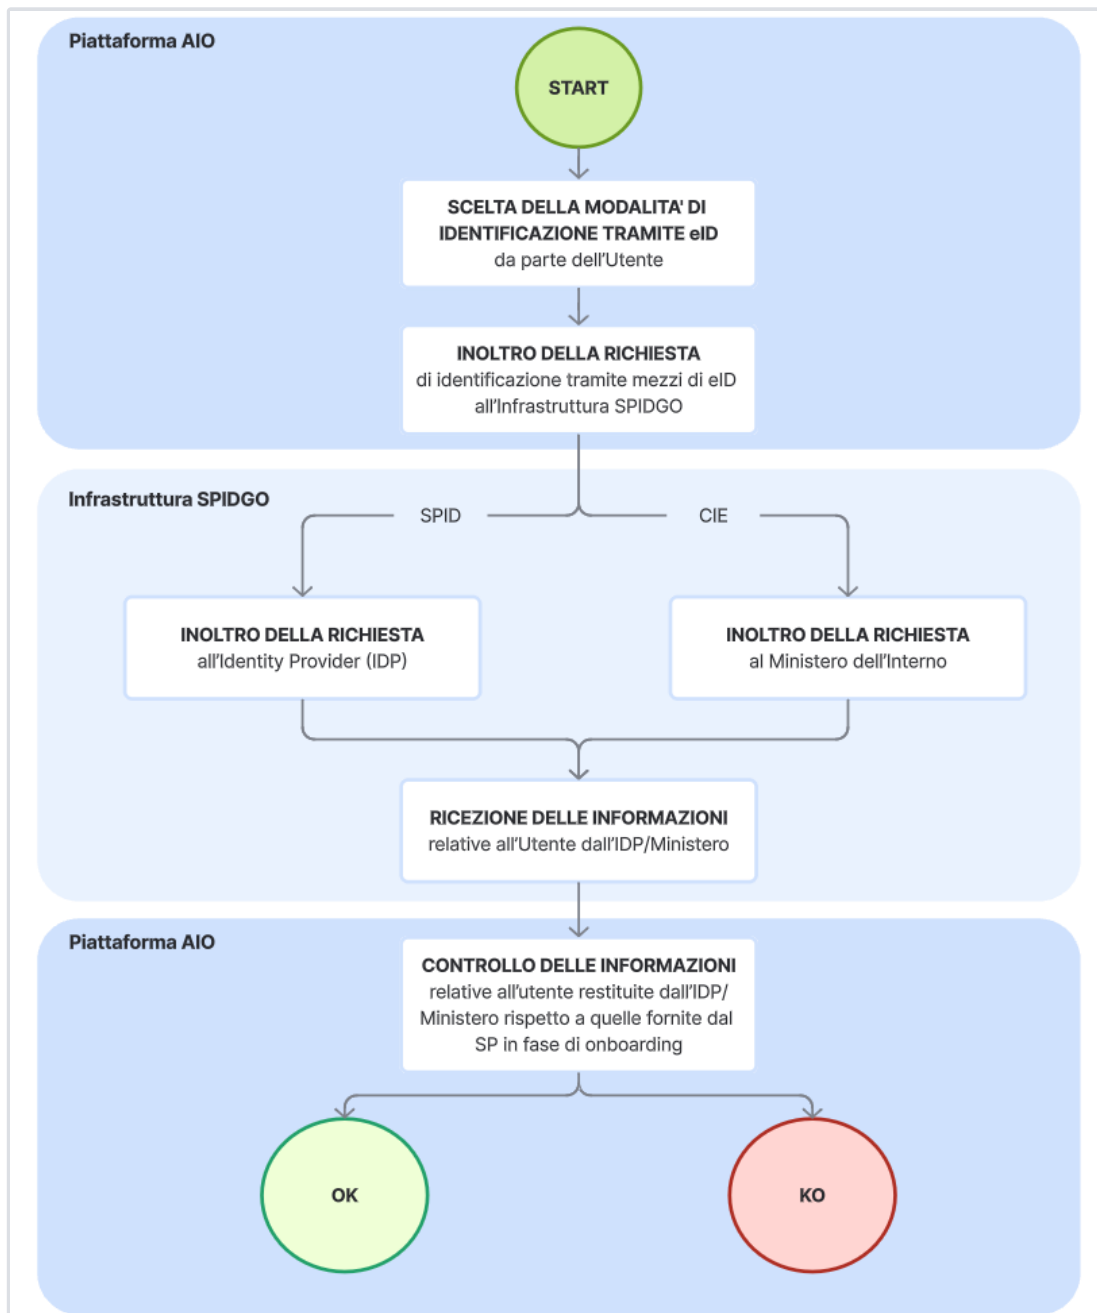 Piattaforma AIO
START
SCELTA DELLA MODALITA' DI
IDENTIFICAZIONE TRAMITE eID
da parte dell'Utente
INOLTRO DELLA RICHIESTA
di identificazione tramite mezzi di eID
all'Infrastruttura SPIDGO
Infrastruttura SPIDGO
SPID
CIE
INOLTRO DELLA RICHIESTA
all'Identity Provider (IDP)
INOLTRO DELLA RICHIESTA
al Ministero dell'Interno
RICEZIONE DELLE INFORMAZIONI
relative all'Utente dall'IDP/Ministero
Piattaforma AIO
CONTROLLO DELLE INFORMAZIONI
relative all'utente restituite dall'IDP/
Ministero rispetto a quelle fornite dal
SP in fase di onboarding
OK
KO